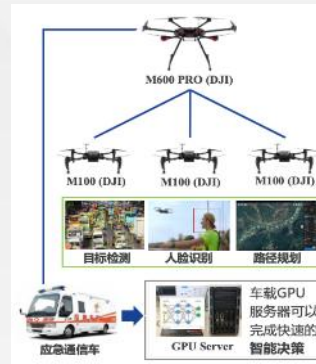 M600 PRO (DJI)
M100 (DJI)
M100 (DJI)
M100 (DJI)
目标检测
人脸识别
路径规划
应急通信车
GPU Server
车载GPU
服务器可以
完成快速的
智能决策